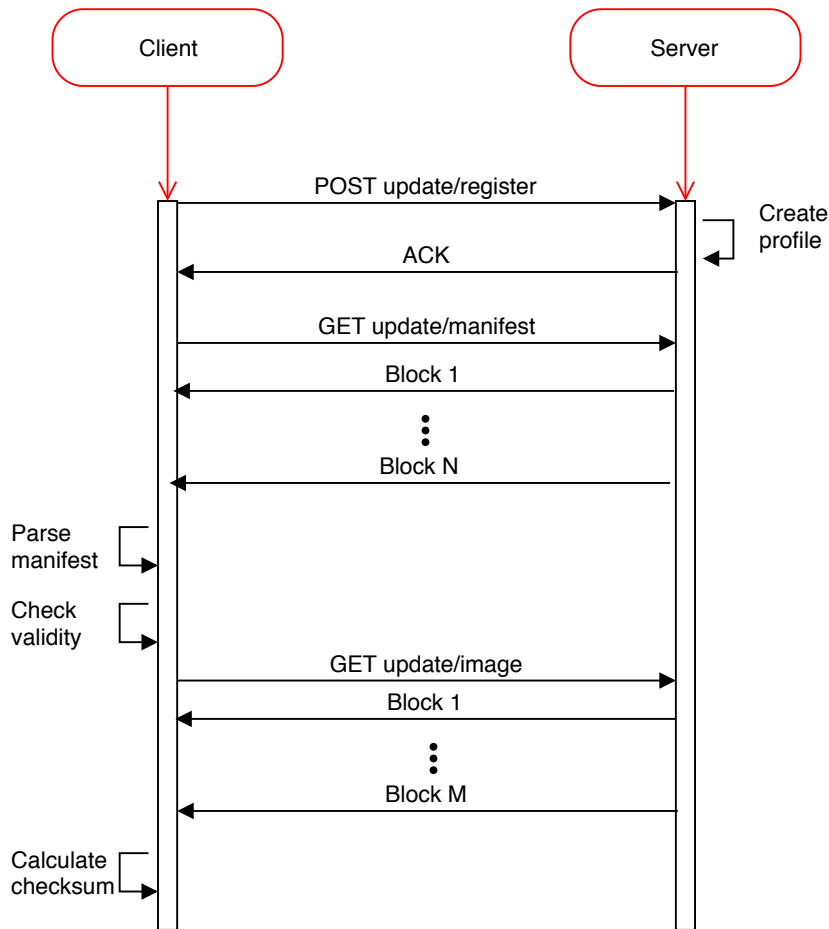 Client
Server
POST update/register
Create
profile
ACK
GET update/manifest
Block 1
Block N
Parse
manifest
Check
validity
GET update/image
Block 1
Block M
Calculate
checksum